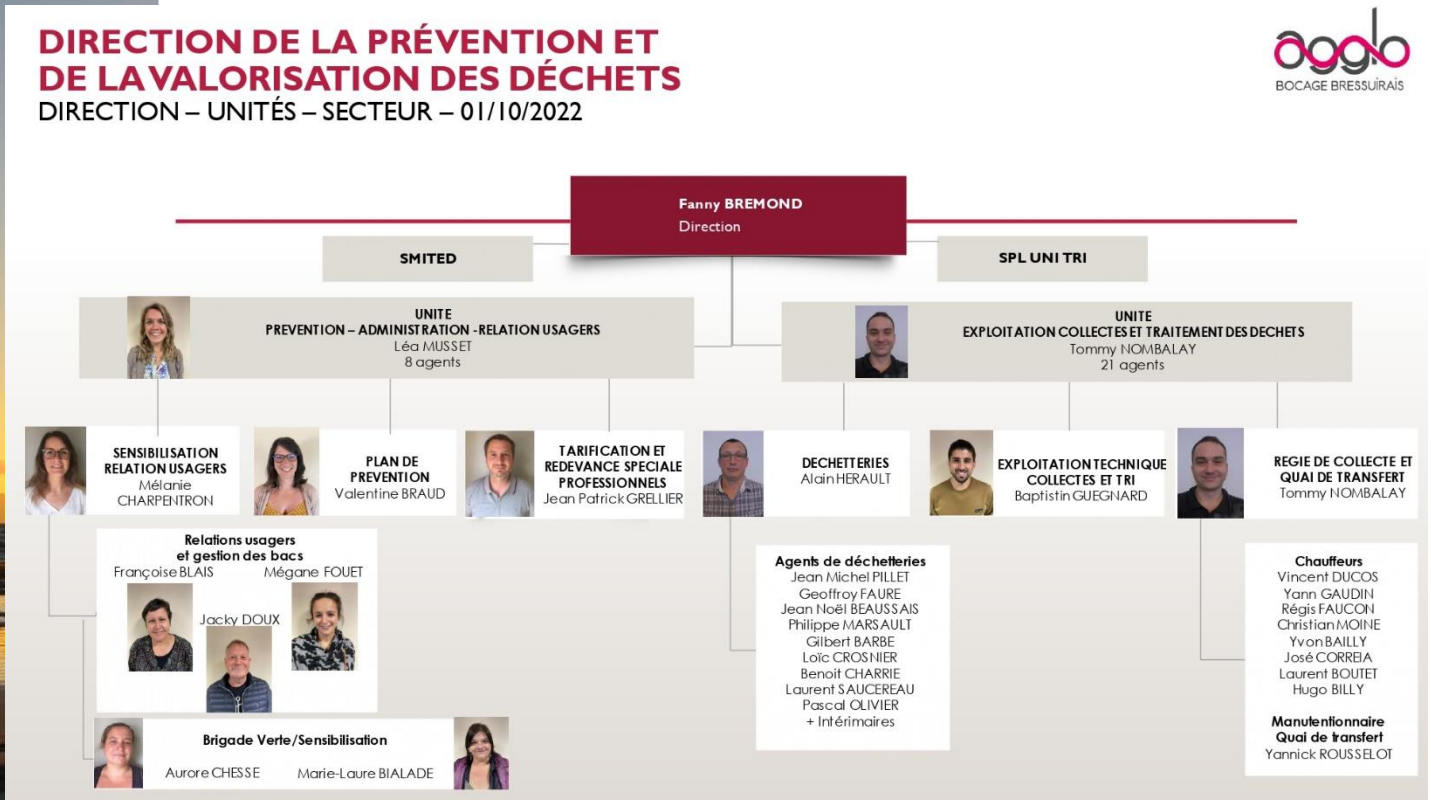 DIRECTION DE LA PRÉVENTION ET
DE LA VALORISATION DES DÉCHETS
DIRECTION – UNITÉS – SECTEUR – 01/10/2022
agglo
BOCAGE BRESSUIRAIS
Fanny BREMOND
Direction
SMITED
SPL UNI TRI
UNITE
PREVENTION – ADMINISTRATION -RELATION USAGERS
Léa MUSSET
8 agents
UNITE
EXPLOITATION COLLECTES ET TRAITEMENT DES DECHETS
Tommy NOMBALAY
21 agents
SENSIBILISATION
RELATION USAGERS
Mélanie
CHARPENTRON
PLAN DE
PREVENTION
Valentine BRAUD
TARIFICATION ET
REDEVANCE SPECIALE
PROFESSIONNELS
Jean Patrick GRELLIER
DECHETTERIES
Alain HERAULT
EXPLOITATION TECHNIQUE
COLLECTES ET TRI
Baptistin GUEGNARD
REGIE DE COLLECTE ET
QUAI DE TRANSFERT
Tommy NOMBALAY
Relations usagers
et gestion des bacs
Françoise BLAIS
Mégane FOUET
Jacky DOUX
Brigade Verte/Sensibilisation
Aurore CHESSE
Marie-Laure BIALADE
Agents de déchetteries
Jean Michel PILLET
Geoffroy FAURE
Jean Noël BEAUSSAIS
Philippe MARSAULT
Gilbert BARBE
Loïc CROSNIER
Benoit CHARRIE
Laurent SAUCEREAU
Pascal OLIVIER
+ Intérimaires
Chauffeurs
Vincent DUCOS
Yann GAUDIN
Régis FAUCON
Christian MOINE
Yvon BAILLY
José CORREIA
Laurent BOUTET
Hugo BILLY
Manutentionnaire
Quai de transfert
Yannick ROUSSELOT